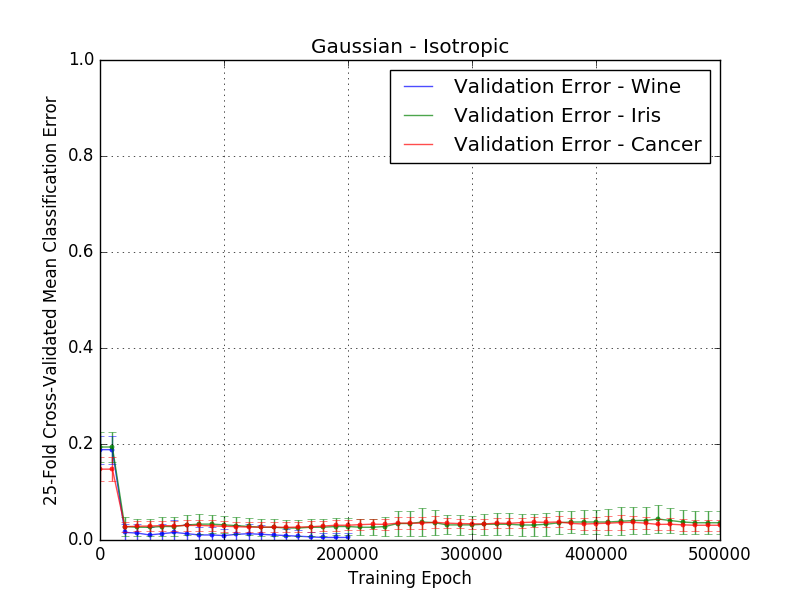 Gaussian - Isotropic
25-Fold Cross-Validated Mean Classification Error
1.0
0.8
0.6
0.4
0.2
0.0
Validation Error - Wine
Validation Error - Iris
Validation Error - Cancer
0
100000
200000
300000
400000
500000
Training Epoch